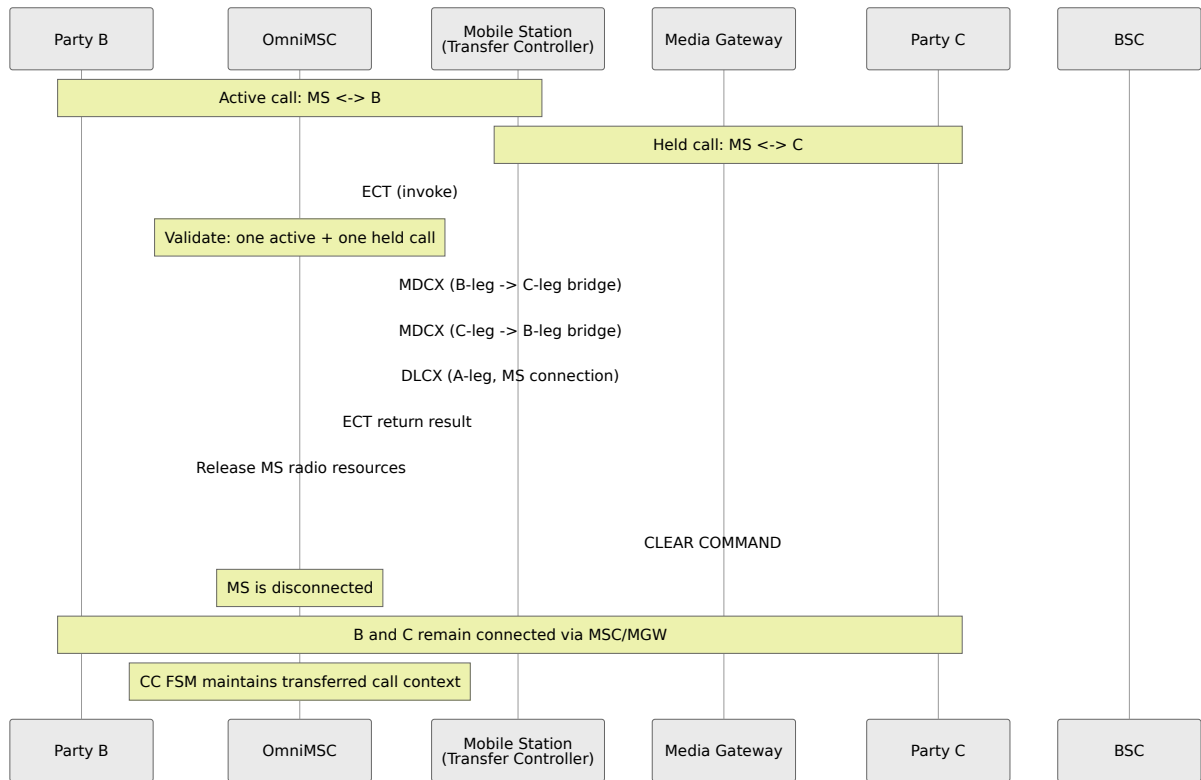 Party B
OmniMSC
Mobile Station
(Transfer Controller)
Media Gateway
Party C
BSC
Active call: MS <-> B
Held call: MS <-> C
ECT (invoke)
Validate: one active + one held call
MDCX (B-leg -> C-leg bridge)
MDCX (C-leg -> B-leg bridge)
DLCX (A-leg, MS connection)
ECT return result
Release MS radio resources
CLEAR COMMAND
MS is disconnected
B and C remain connected via MSC/MGW
CC FSM maintains transferred call context
Party B
OmniMSC
Mobile Station
(Transfer Controller)
Media Gateway
Party C
BSC